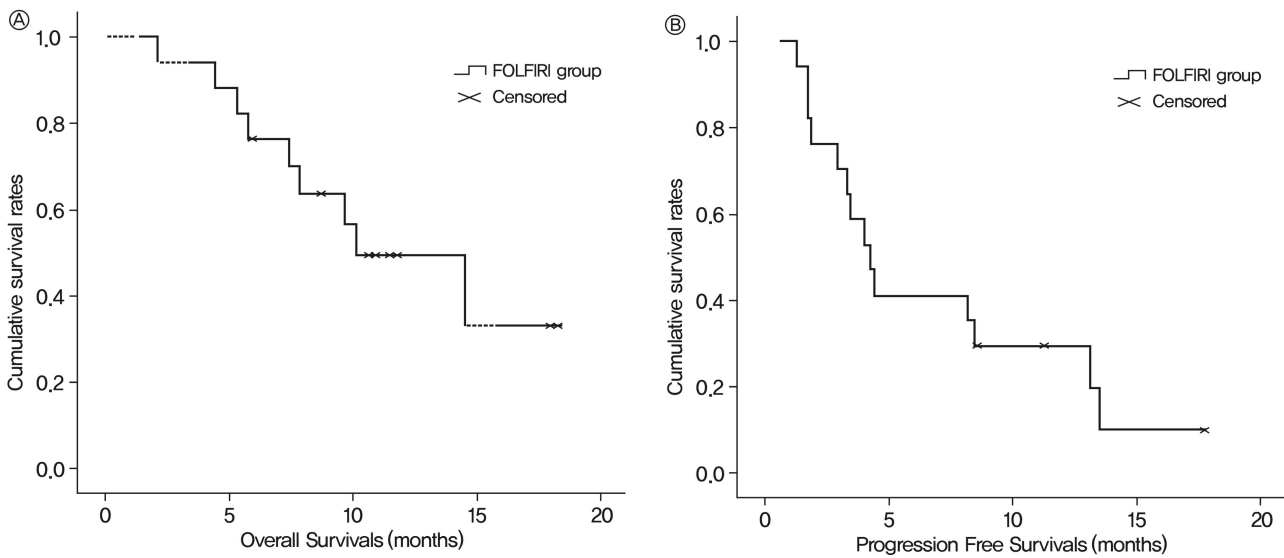 Ⓐ
1.0
0.8
0.6
0.4
0.2
0.0
Cumulative survival rates
FOLFIRI group
Censored
0 5 10 15 20
Overall Survivals (months)
Ⓑ
1.0
0.8
0.6
0.4
0.2
0.0
Cumulative survival rates
FOLFIRI group
Censored
0 5 10 15 20
Progression Free Survivals (months)